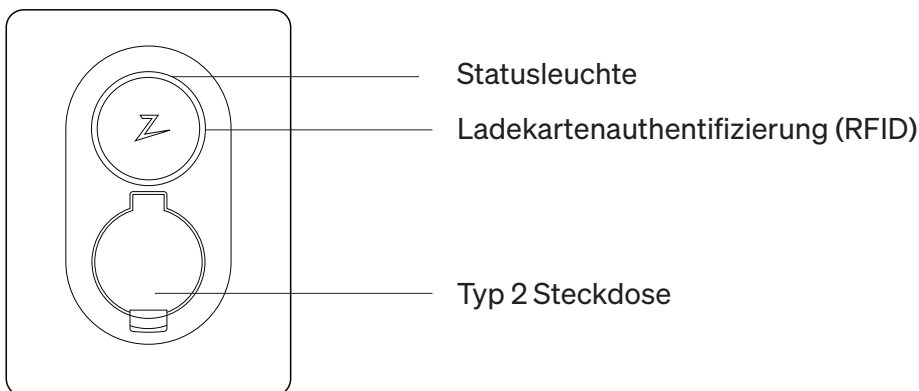 Statusleuchte
Ladekartenauthentifizierung (RFID)
Typ 2 Steckdose